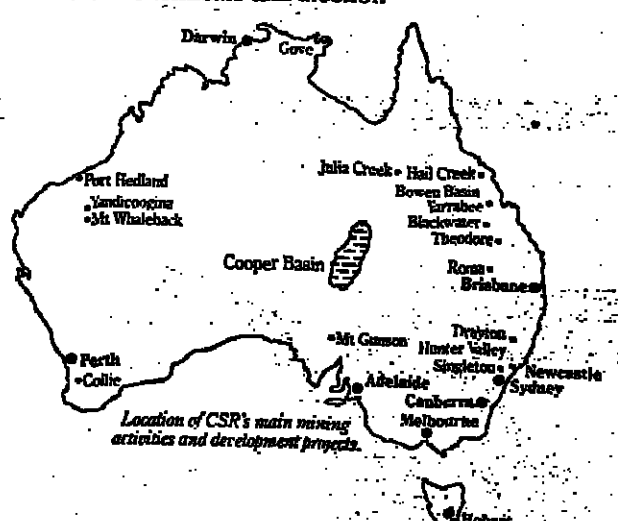 Darwin
Gove
Port Hedland
Yandicoogina
Mt Whaleback
Julia Creek
Hail Creek
Bowen Basin
Yarrabee
Blackwater
Theodore
Cooper Basin
Roma
Brisbane
Mt Gunson
Drayton
Hunter Valley
Singleton
Newcastle
Sydney
Perth
Collie
Adelaide
Canberra
Melbourne
Location of CSR's main mining
activities and development projects.
Hobart